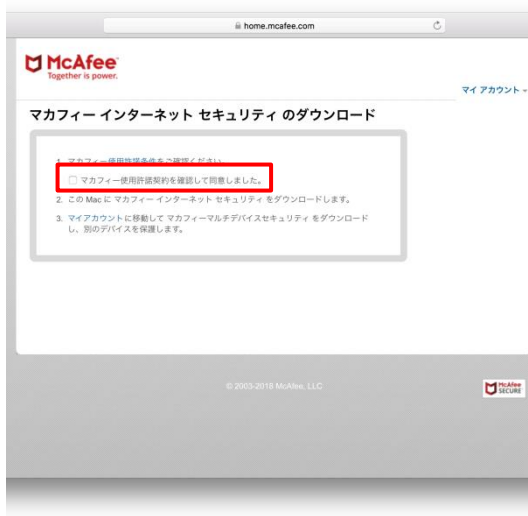 home.mcafee.com
McAfee
Together is power.
マイ アカウント
マカフィー インターネット セキュリティ のダウンロード
1. マカフィー使用許諾条件をご確認ください。
マカフィー使用許諾契約を確認して同意しました。
2. この Mac に マカフィー インターネット セキュリティ をダウンロードします。
3. マイアカウント に移動して マカフィーマルチデバイスセキュリティ をダウンロード
し、別のデバイスを保護します。
© 2003-2018 McAfee, LLC
McAfee
SECURE